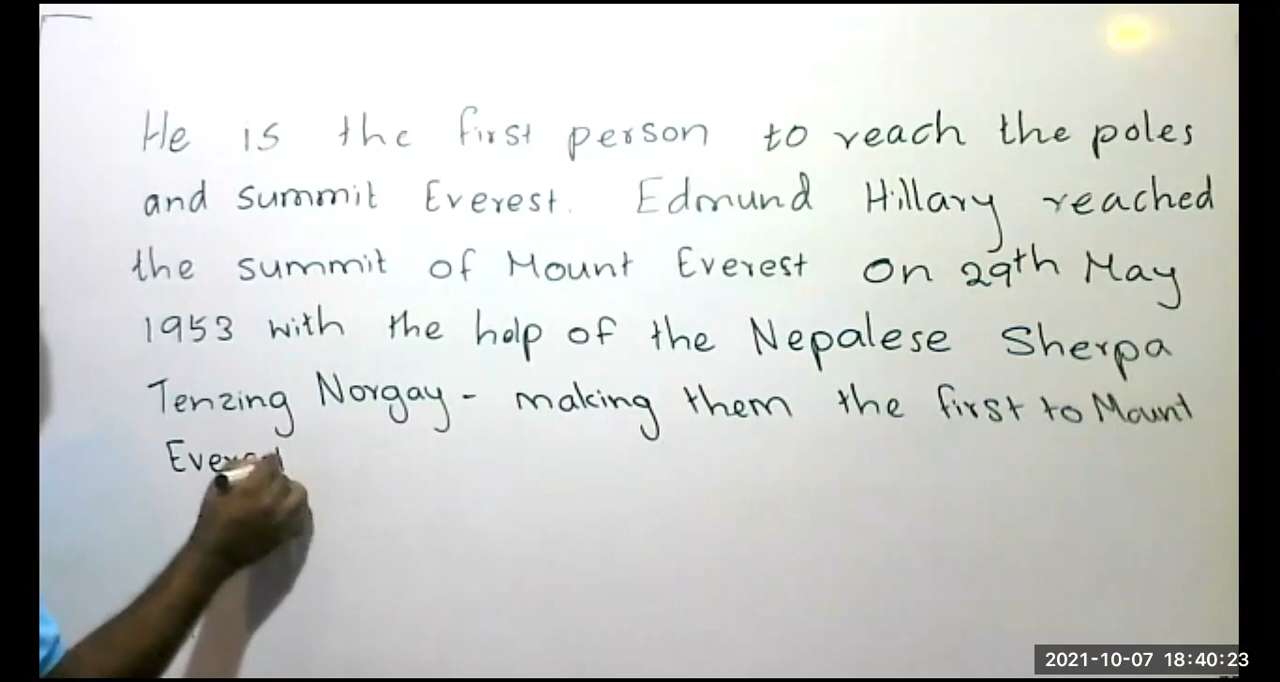 He is the first person to reach the poles
and summit Everest. Edmund Hillary reached
the summit of Mount Everest on 29th May
1953 with the help of the Nepalese Sherpa
Tenzing Norgay - making them the first to Mount
Everest
2021-10-07 18:40:23